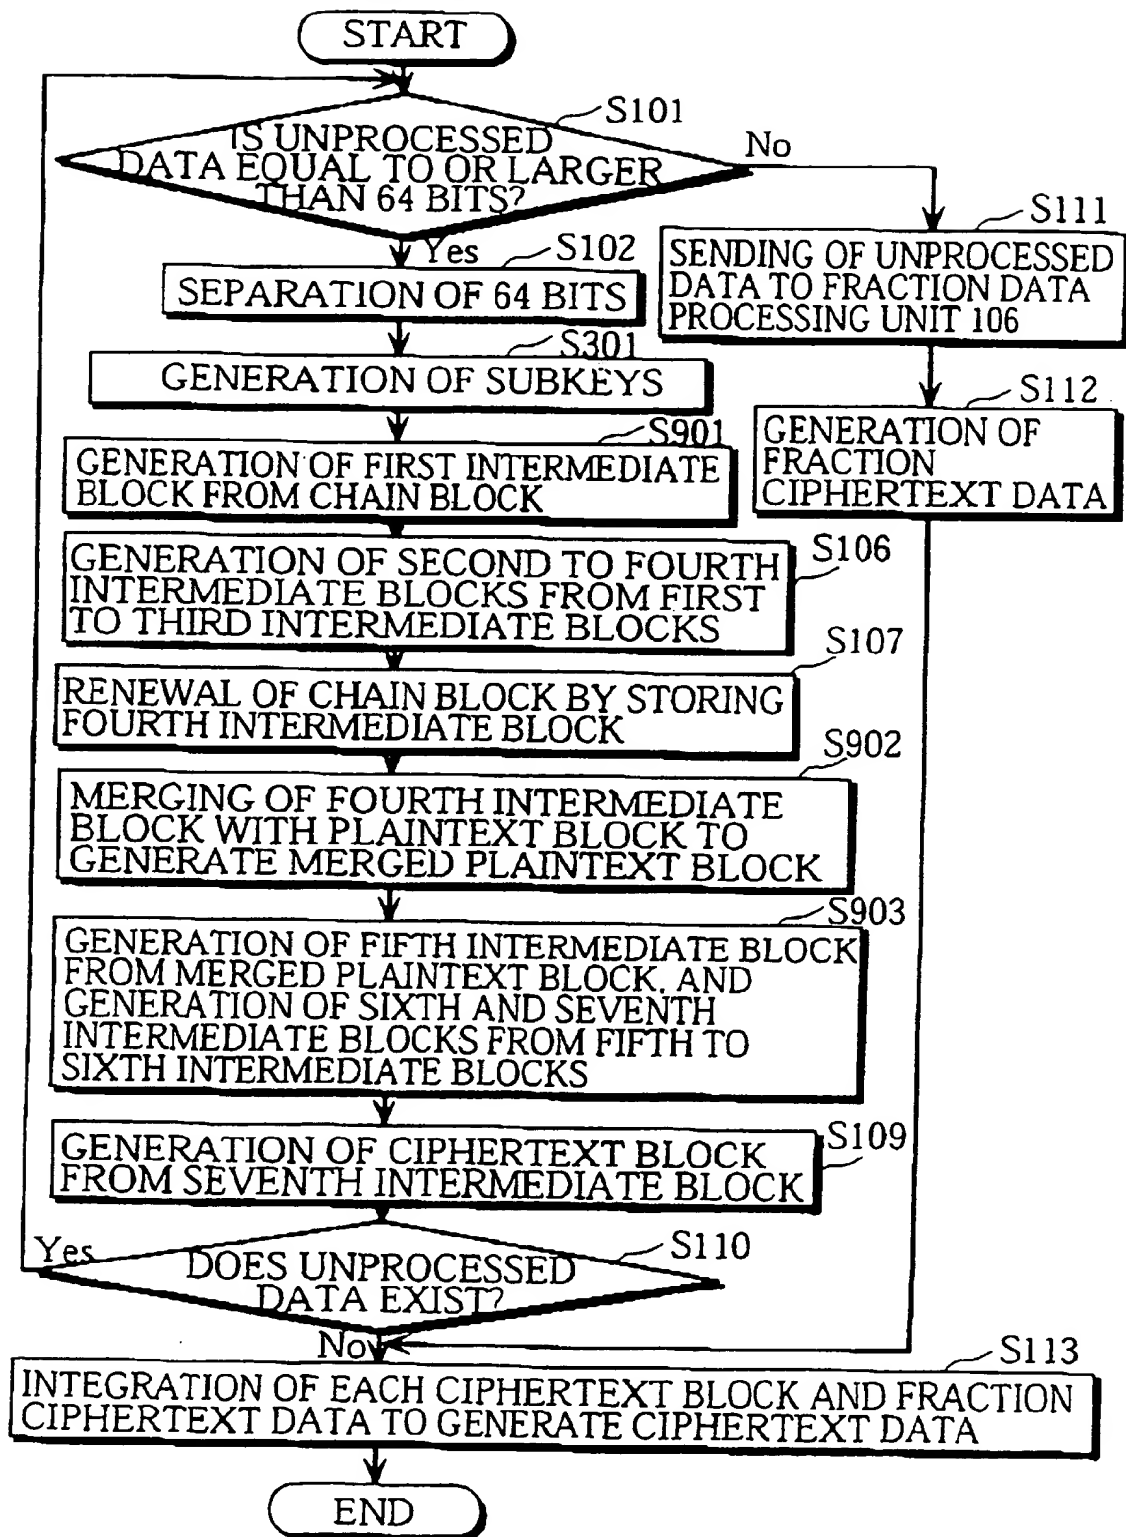 START
S101
IS UNPROCESSED
DATA EQUAL TO OR LARGER
THAN 64 BITS?
No
Yes
S102
SEPARATION OF 64 BITS
S301
GENERATION OF SUBKEYS
S901
GENERATION OF FIRST INTERMEDIATE
BLOCK FROM CHAIN BLOCK
S106
GENERATION OF SECOND TO FOURTH
INTERMEDIATE BLOCKS FROM FIRST
TO THIRD INTERMEDIATE BLOCKS
S107
RENEWAL OF CHAIN BLOCK BY STORING
FOURTH INTERMEDIATE BLOCK
S902
MERGING OF FOURTH INTERMEDIATE
BLOCK WITH PLAINTEXT BLOCK TO
GENERATE MERGED PLAINTEXT BLOCK
S903
GENERATION OF FIFTH INTERMEDIATE BLOCK
FROM MERGED PLAINTEXT BLOCK, AND
GENERATION OF SIXTH AND SEVENTH
INTERMEDIATE BLOCKS FROM FIFTH TO
SIXTH INTERMEDIATE BLOCKS
S109
GENERATION OF CIPHERTEXT BLOCK
FROM SEVENTH INTERMEDIATE BLOCK
S110
Yes
DOES UNPROCESSED
DATA EXIST?
No
S111
SENDING OF UNPROCESSED
DATA TO FRACTION DATA
PROCESSING UNIT 106
S112
GENERATION OF
FRACTION
CIPHERTEXT DATA
S113
INTEGRATION OF EACH CIPHERTEXT BLOCK AND FRACTION
CIPHERTEXT DATA TO GENERATE CIPHERTEXT DATA
END